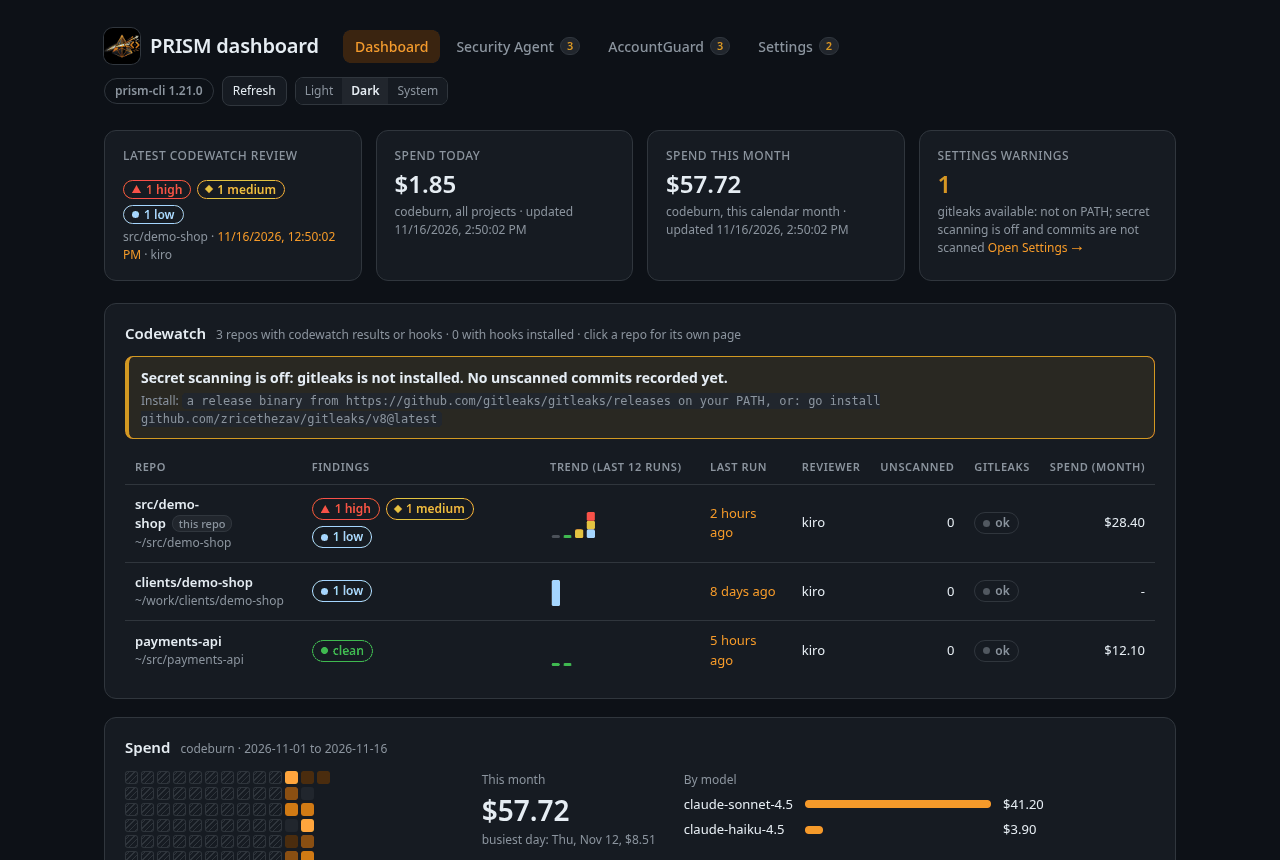 PRISM dashboard
Dashboard
Security Agent 3
AccountGuard 3
Settings 2
prism-cli 1.21.0
Refresh
Light
Dark
System
LATEST CODEWATCH REVIEW
1 high
1 medium
1 low
src/demo-shop · 11/16/2026, 12:50:02
PM · kiro
SPEND TODAY
$1.85
codeburn, all projects · updated
11/16/2026, 2:50:02 PM
SPEND THIS MONTH
$57.72
codeburn, this calendar month ·
updated 11/16/2026, 2:50:02 PM
SETTINGS WARNINGS
1
gitleaks available: not on PATH; secret
scanning is off and commits are not
scanned Open Settings →
Codewatch 3 repos with codewatch results or hooks · 0 with hooks installed · click a repo for its own page
Secret scanning is off: gitleaks is not installed. No unscanned commits recorded yet.
Install: a release binary from https://github.com/gitleaks/gitleaks/releases on your PATH, or: go install
github.com/zricethezav/gitleaks/v8@latest
REPO FINDINGS TREND (LAST 12 RUNS) LAST RUN REVIEWER UNSCANNED GITLEAKS SPEND (MONTH)
src/demo-
shop this repo
~/src/demo-shop
1 high
1 medium
1 low
2 hours
ago
kiro
0
ok
$28.40
clients/demo-shop
~/work/clients/demo-shop
1 low
8 days ago
kiro
0
ok
-
payments-api
~/src/payments-api
clean
5 hours
ago
kiro
0
ok
$12.10
Spend codeburn · 2026-11-01 to 2026-11-16
This month
$57.72
busiest day: Thu, Nov 12, $8.51
By model
claude-sonnet-4.5 $41.20
claude-haiku-4.5 $3.90